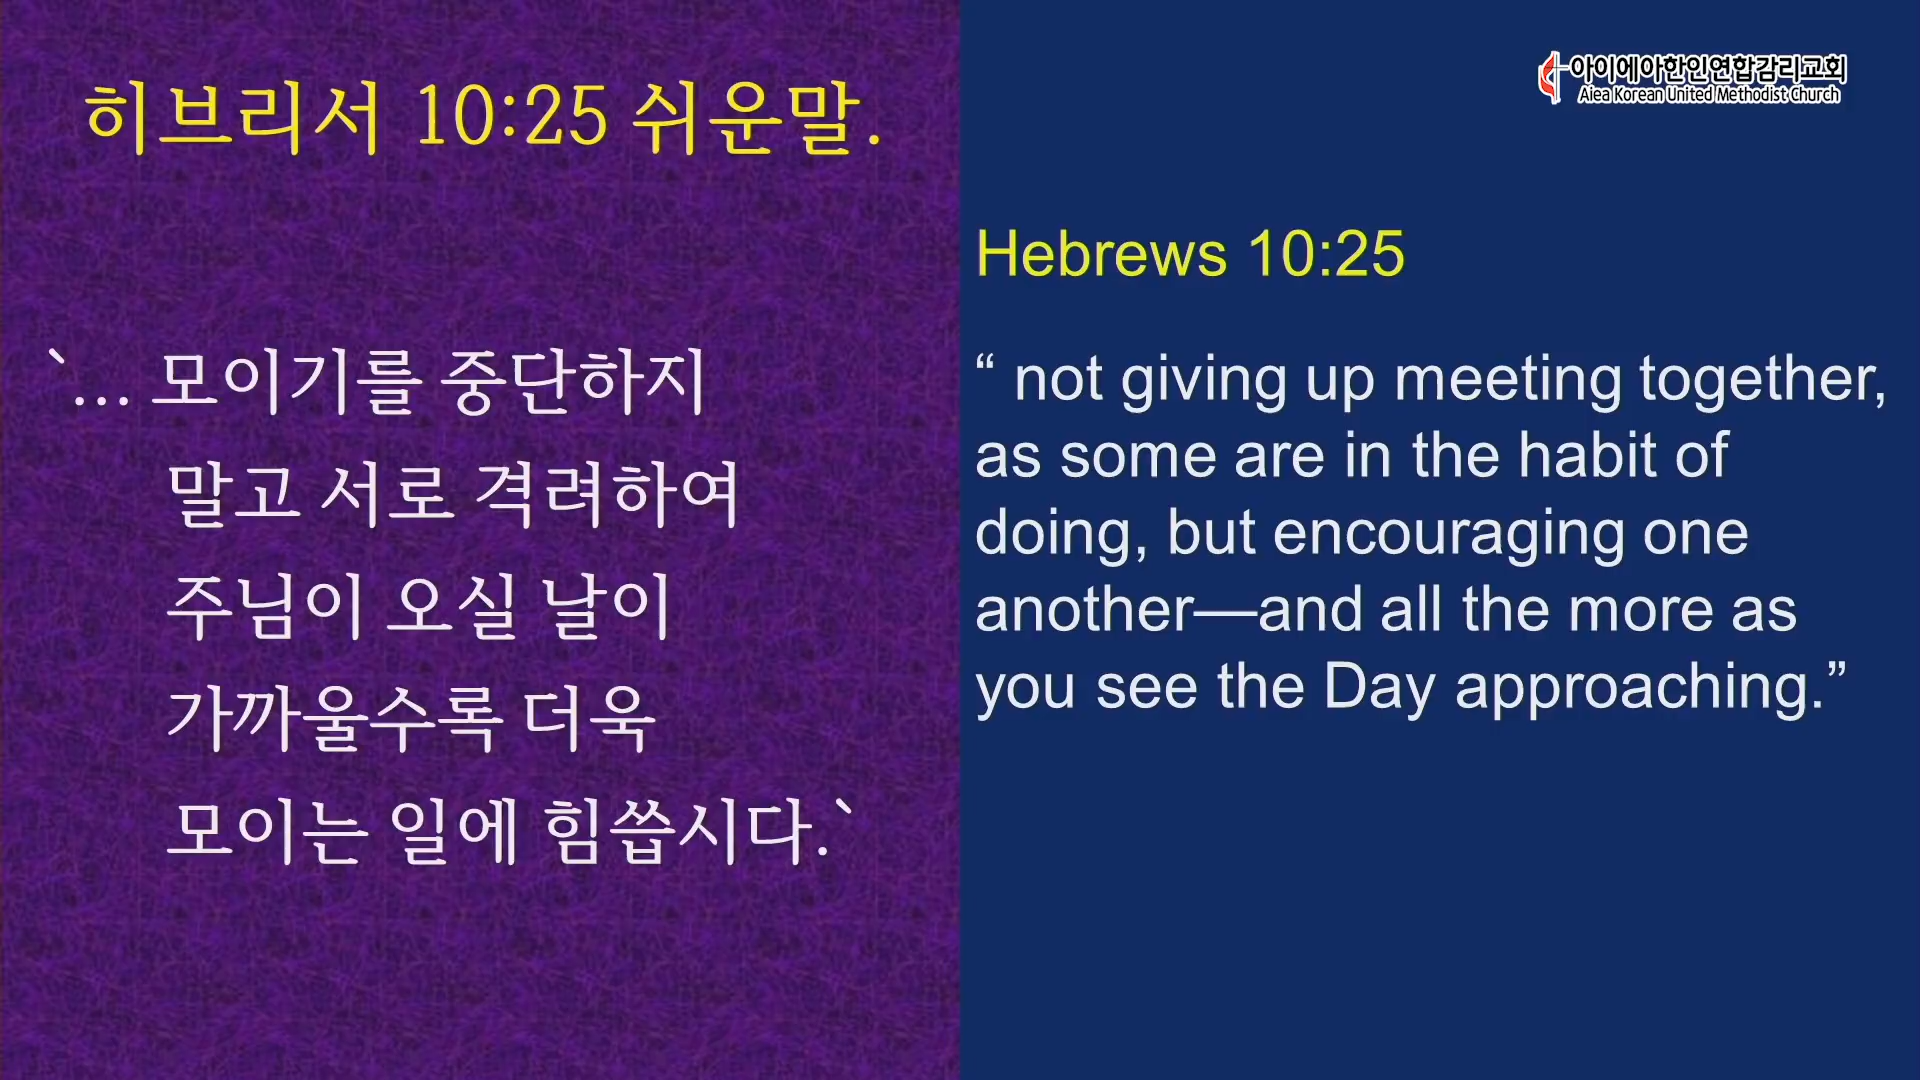 히브리서 10:25 쉬운말.
`... 모이기를 중단하지
말고 서로 격려하여
주님이 오실 날이
가까울수록 더욱
모이는 일에 힘씁시다.`
아이에아한인연합감리교회
Aiea Korean United Methodist Church
Hebrews 10:25
“ not giving up meeting together,
as some are in the habit of
doing, but encouraging one
another—and all the more as
you see the Day approaching.”